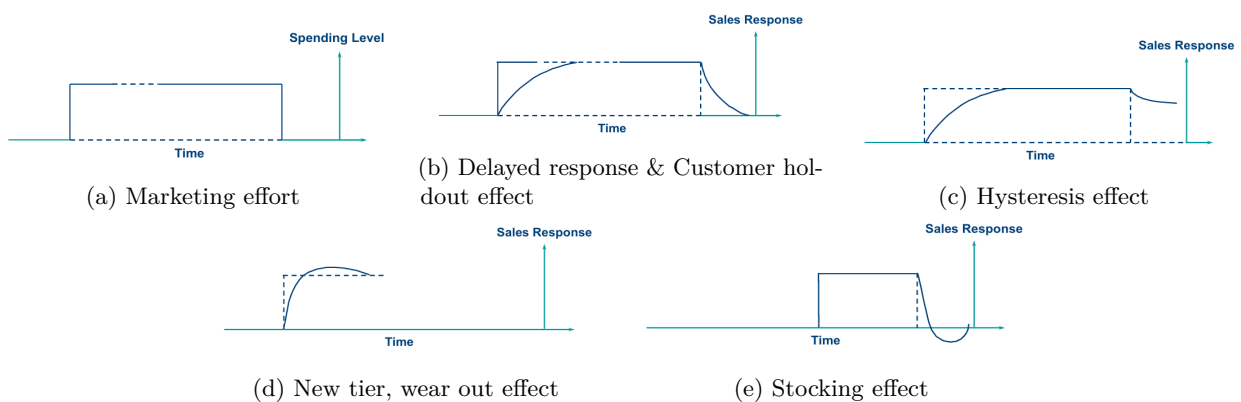 Spending Level
Time
(a) Marketing effort
Sales Response
Time
(b) Delayed response & Customer hol-
dout effect
Sales Response
Time
(c) Hysteresis effect
Sales Response
Time
(d) New tier, wear out effect
Sales Response
Time
(e) Stocking effect